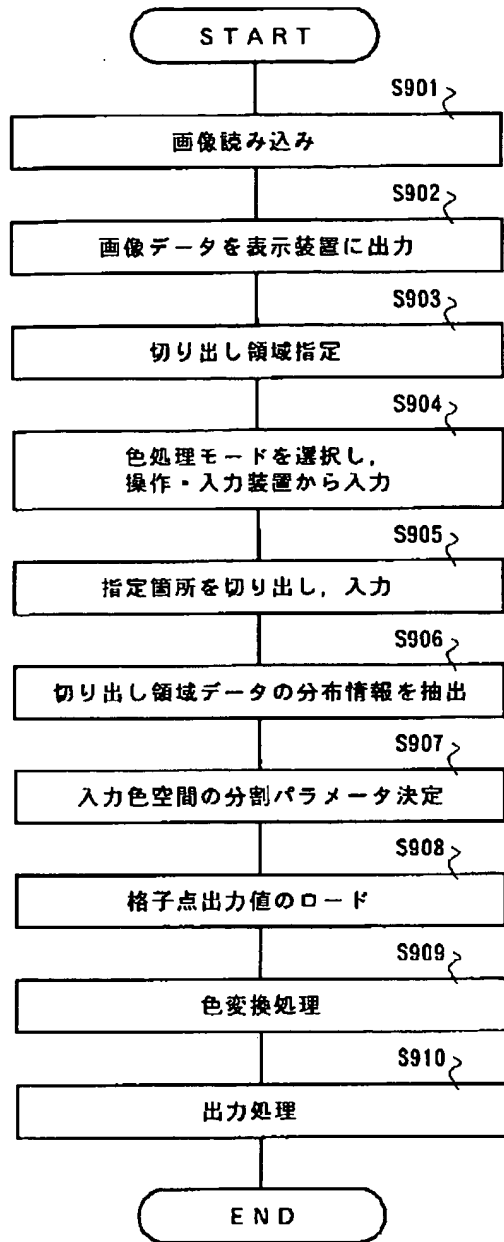 START
S901
画像読み込み
S902
画像データを表示装置に出力
S903
切り出し領域指定
S904
色処理モードを選択し，
操作・入力装置から入力
S905
指定箇所を切り出し，入力
S906
切り出し領域データの分布情報を抽出
S907
入力色空間の分割パラメータ決定
S908
格子点出力値のロード
S909
色変換処理
S910
出力処理
END